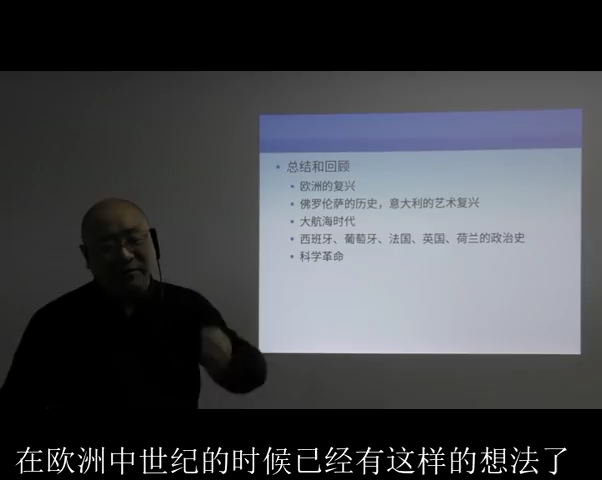 总结和回顾
欧洲的复兴
佛罗伦萨的历史，意大利的艺术复兴
大航海时代
西班牙、葡萄牙、法国、英国、荷兰的政治史
科学革命
在欧洲中世纪的时候已经有这样的想法了